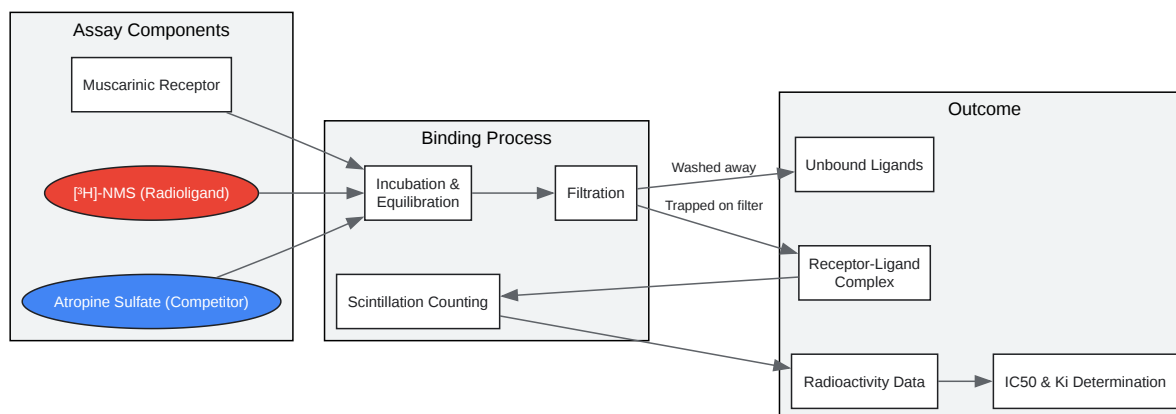 Assay Components
Muscarinic Receptor
[³H]-NMS (Radioligand)
Atropine Sulfate (Competitor)
Binding Process
Incubation &
Equilibration
Filtration
Scintillation Counting
Washed away
Trapped on filter
Outcome
Unbound Ligands
Receptor-Ligand
Complex
Radioactivity Data
IC50 & Ki Determination